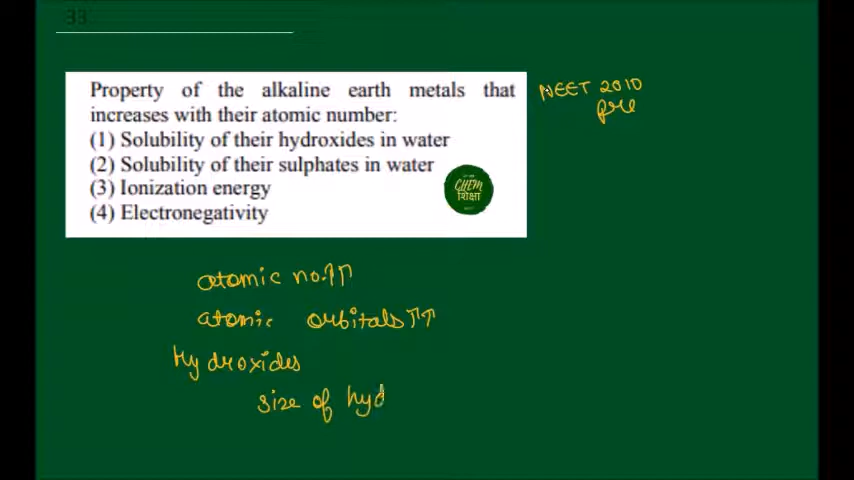 33
Property of the alkaline earth metals that
increases with their atomic number:
(1) Solubility of their hydroxides in water
(2) Solubility of their sulphates in water
(3) Ionization energy
(4) Electronegativity
NEET 2010
pre
CHEM
शिक्षा
atomic no.↑↑
atomic orbitals↑↑
Hydroxides
size of hyd